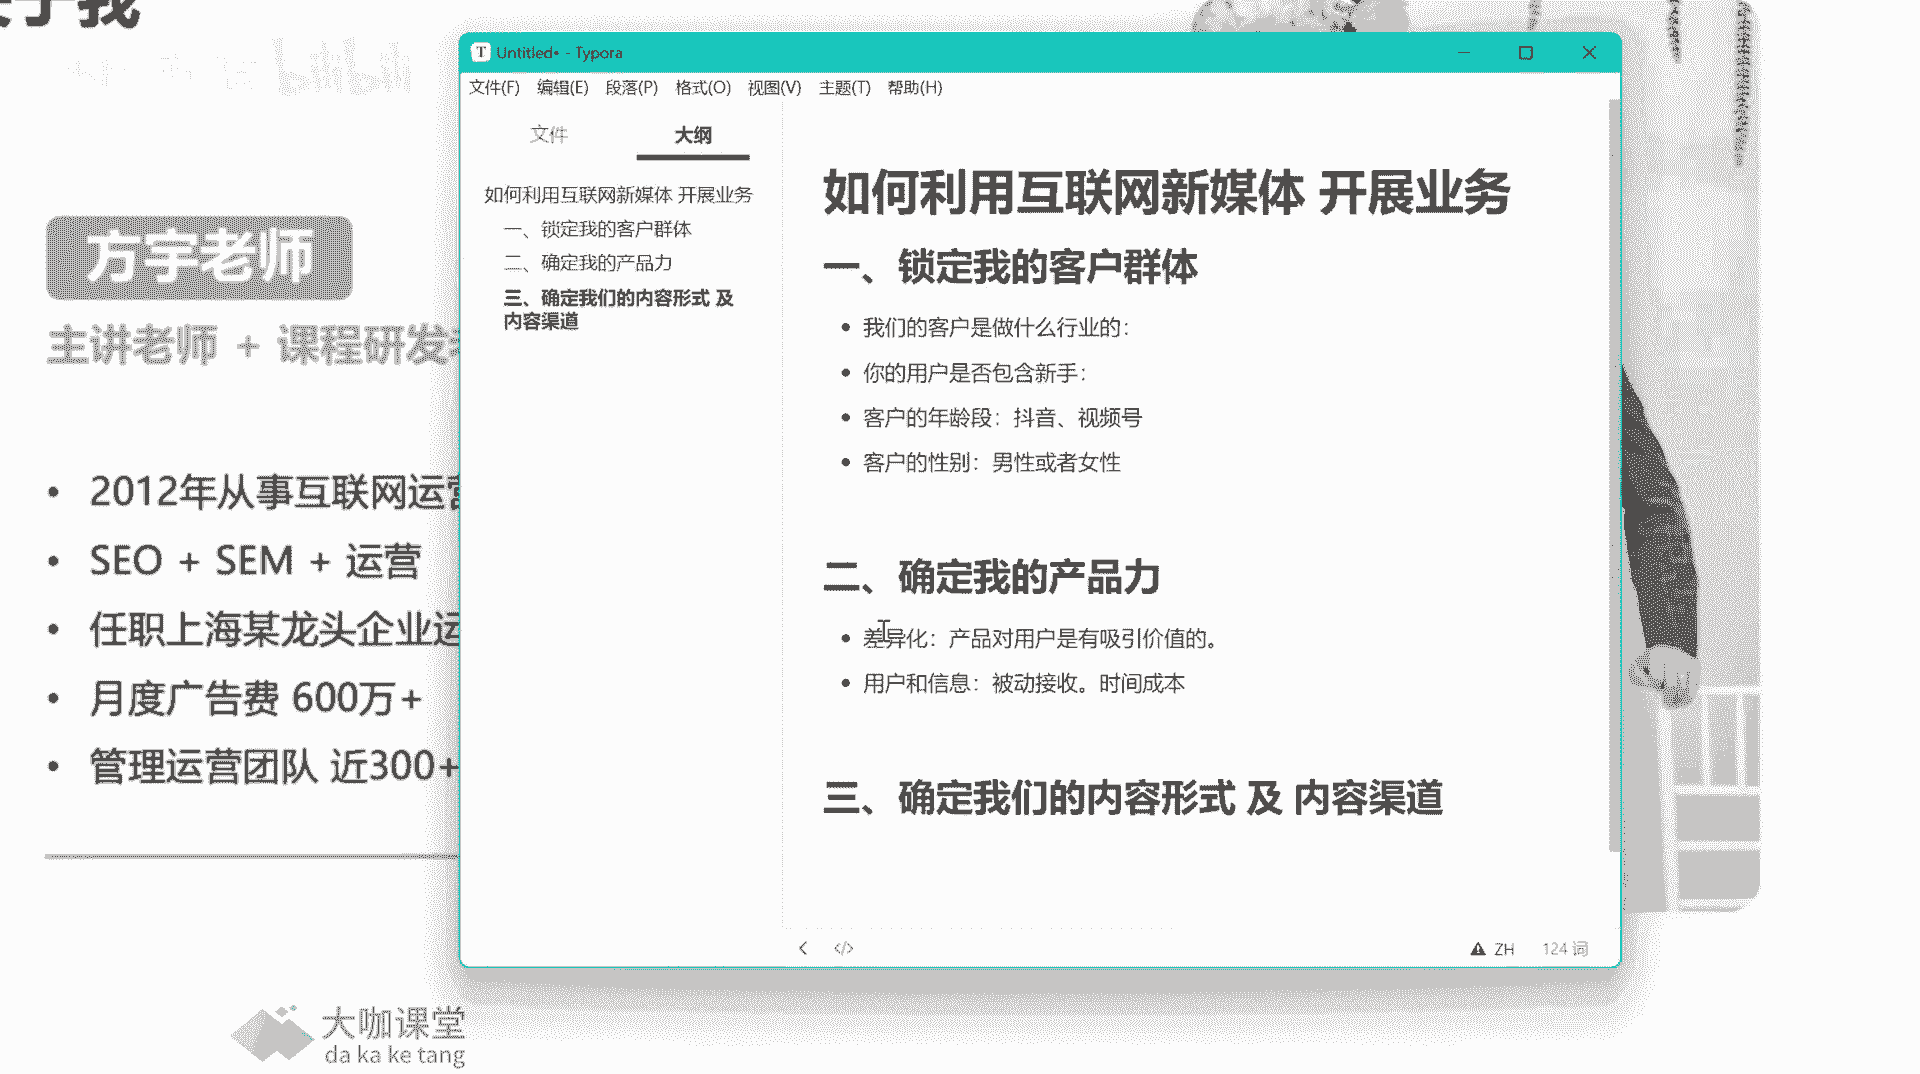 于我
bilibili
方宇老师
主讲老师 + 课程研发
2012年从事互联网运营
SEO + SEM + 运营
任职上海某龙头企业运
月度广告费 600万+
管理运营团队 近300+
大咖课堂
da ka ke tang
T Untitled• - Typora
文件(F) 编辑(E) 段落(P) 格式(O) 视图(V) 主题(T) 帮助(H)
文件 大纲
如何利用互联网新媒体 开展业务
一、锁定我的客户群体
二、确定我的产品力
三、确定我们的内容形式 及
内容渠道
如何利用互联网新媒体 开展业务
一、锁定我的客户群体
我们的客户是做什么行业的：
你的用户是否包含新手：
客户的年龄段：抖音、视频号
客户的性别：男性或者女性
二、确定我的产品力
差异化：产品对用户是有吸引价值的。
用户和信息：被动接收。时间成本
三、确定我们的内容形式 及 内容渠道
ZH 124 词